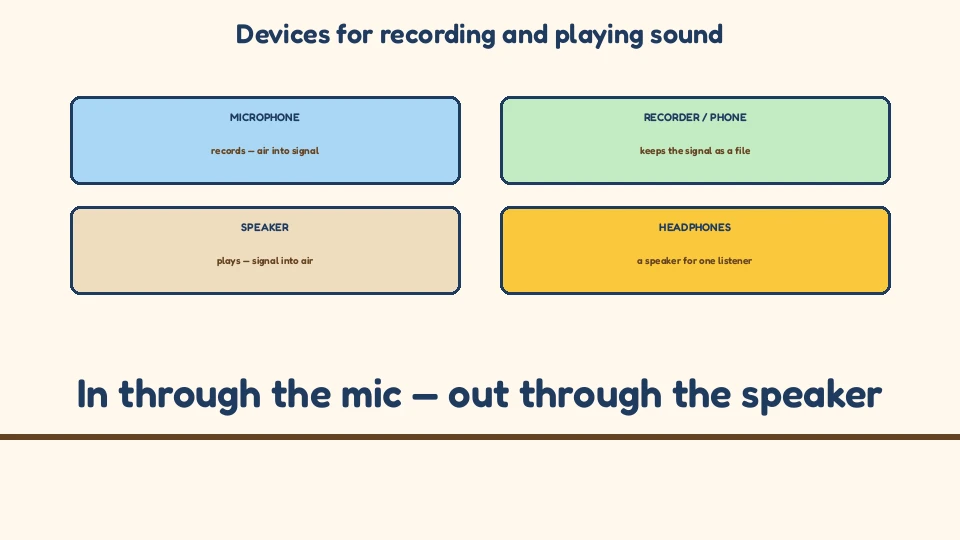 Devices for recording and playing sound
MICROPHONE
records — air into signal
RECORDER / PHONE
keeps the signal as a file
SPEAKER
plays — signal into air
HEADPHONES
a speaker for one listener
In through the mic — out through the speaker